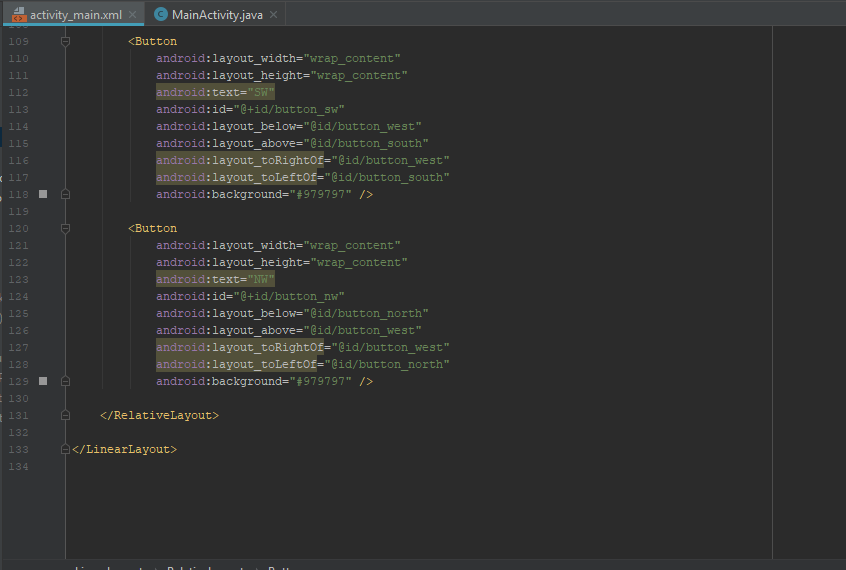 activity_main.xml MainActivity.java
109 <Button
110 android:layout_width="wrap_content"
111 android:layout_height="wrap_content"
112 android:text="SW"
113 android:id="@+id/button_sw"
114 android:layout_below="@id/button_west"
115 android:layout_above="@id/button_south"
116 android:layout_toRightOf="@id/button_west"
117 android:layout_toLeftOf="@id/button_south"
118 android:background="#979797" />
119
120 <Button
121 android:layout_width="wrap_content"
122 android:layout_height="wrap_content"
123 android:text="NW"
124 android:id="@+id/button_nw"
125 android:layout_below="@id/button_north"
126 android:layout_above="@id/button_west"
127 android:layout_toRightOf="@id/button_west"
128 android:layout_toLeftOf="@id/button_north"
129 android:background="#979797" />
130
131 </RelativeLayout>
132
133 </LinearLayout>
134